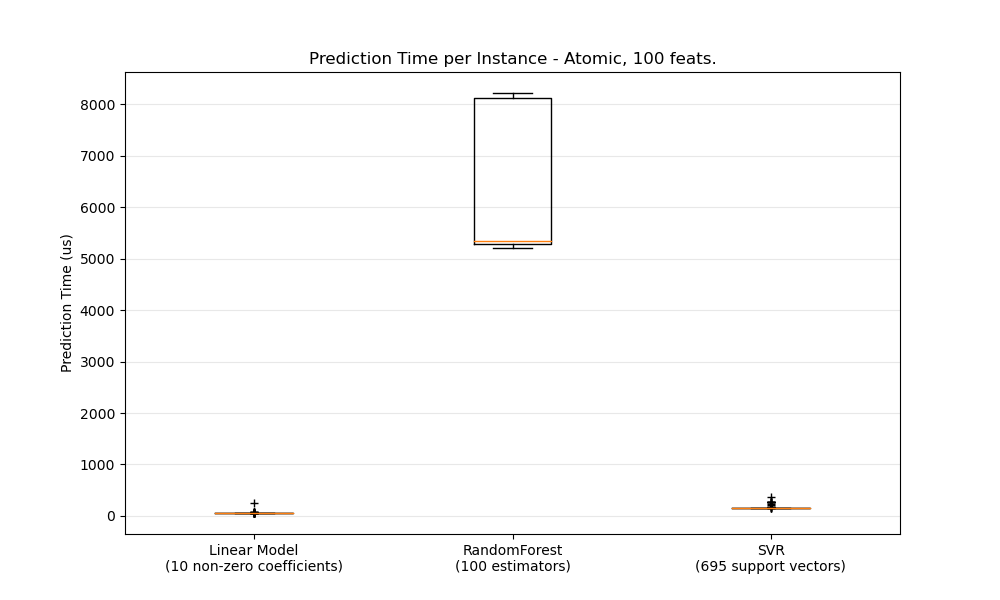 Prediction Time per Instance - Atomic, 100 feats.
Prediction Time (us)
8000
7000
6000
5000
4000
3000
2000
1000
0
Linear Model
(10 non-zero coefficients)
RandomForest
(100 estimators)
SVR
(695 support vectors)